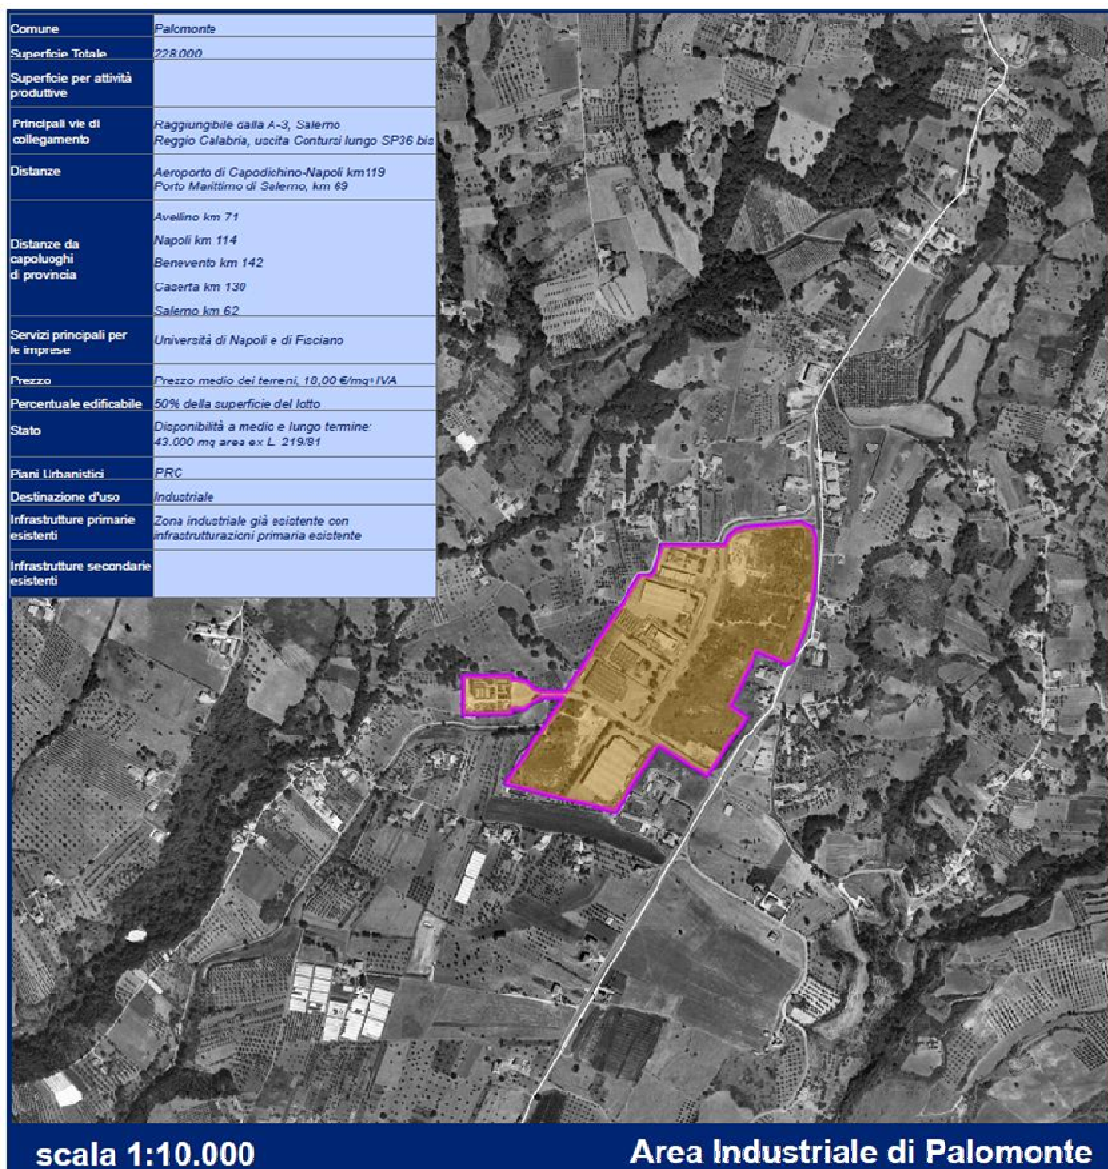 Comune Palomonte
Superficie Totale 228.000
Superficie per attività
produttive
Principali vie di
collegamento
Raggiungibile dalla A-3, Salerno
Reggio Calabria, uscita Contursi lungo SP36 bis
Distanze
Aeroporto di Capodichino-Napoli km119
Porto Marittimo di Salerno, km 69
Distanze da
capoluoghi
di provincia
Avellino km 71
Napoli km 114
Benevento km 142
Caserta km 130
Salerno km 62
Servizi principali per
le imprese
Università di Napoli e di Fisciano
Prezzo Prezzo medio dei terreni, 18,00 €/mq+IVA
Percentuale edificabile 50% della superficie del lotto
Stato
Disponibilità a medio e lungo termine:
43.000 mq area ex L. 219/81
Piani Urbanistici PRG
Destinazione d'uso Industriale
Infrastrutture primarie
esistenti
Zona industriale già esistente con
infrastrutturazioni primaria esistente
Infrastrutture secondarie
esistenti
scala 1:10.000
Area Industriale di Palomonte